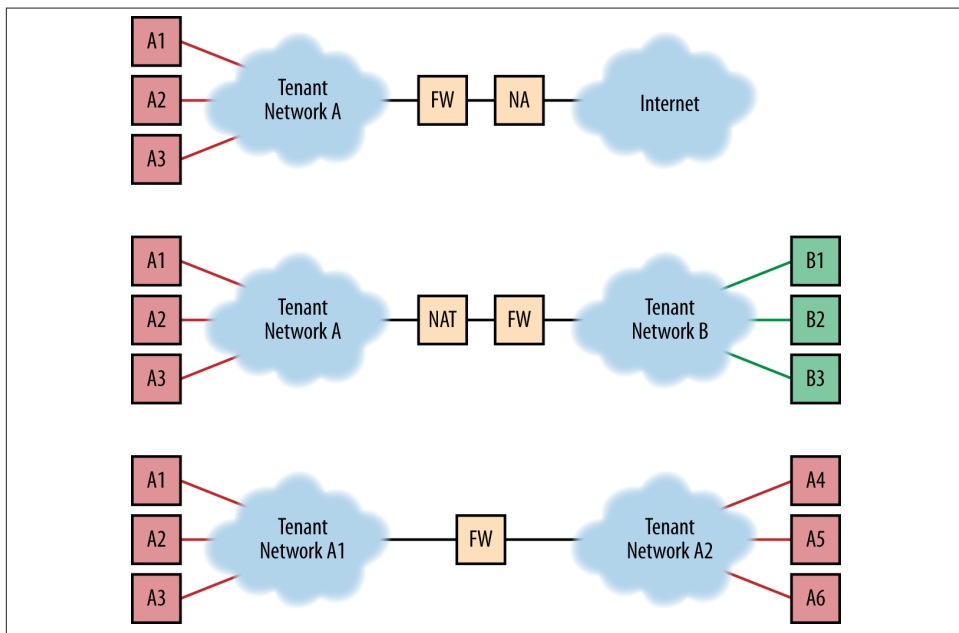 A1
A2
A3
Tenant
Network A
FW
NA
Internet
A1
A2
A3
Tenant
Network A
NAT
FW
Tenant
Network B
B1
B2
B3
A1
A2
A3
Tenant
Network A1
FW
Tenant
Network A2
A4
A5
A6